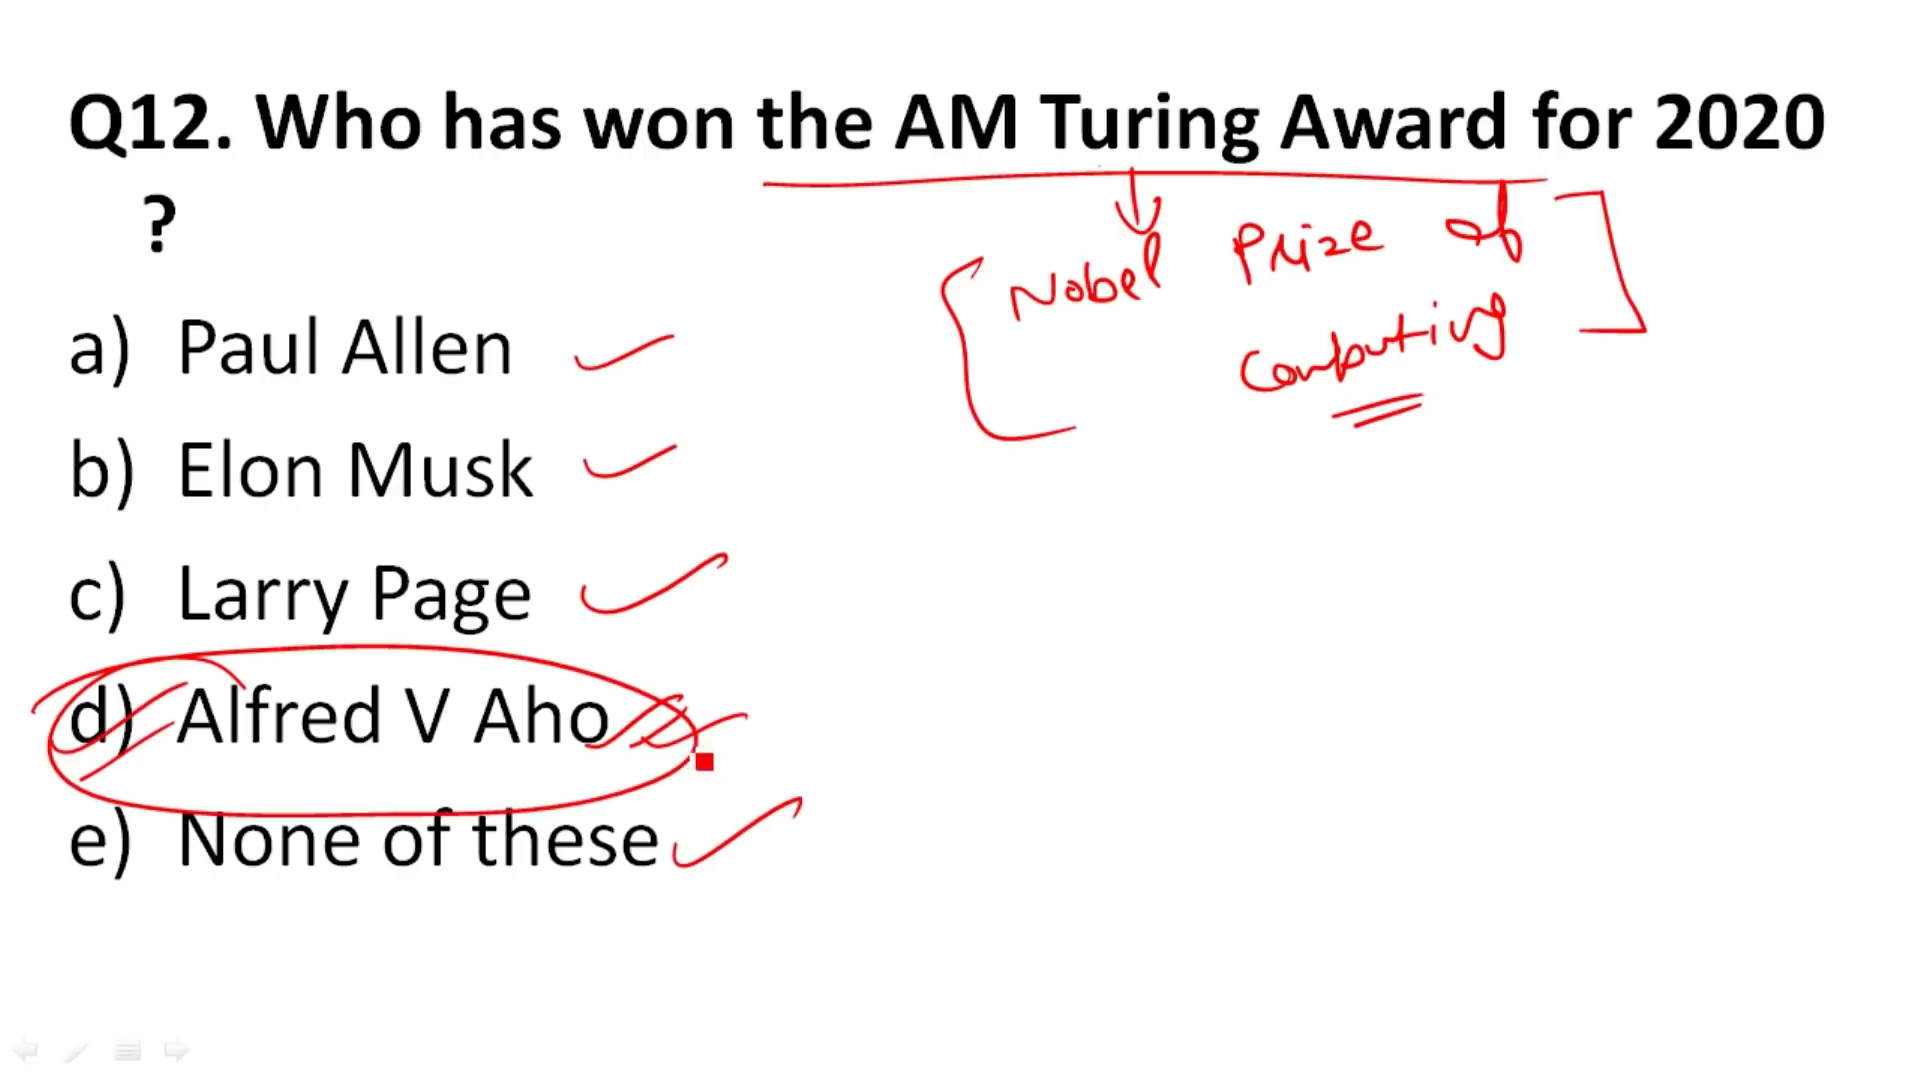 Q12. Who has won the AM Turing Award for 2020
?
Nobel Prize of
Computing
a) Paul Allen
b) Elon Musk
c) Larry Page
d) Alfred V Aho
e) None of these